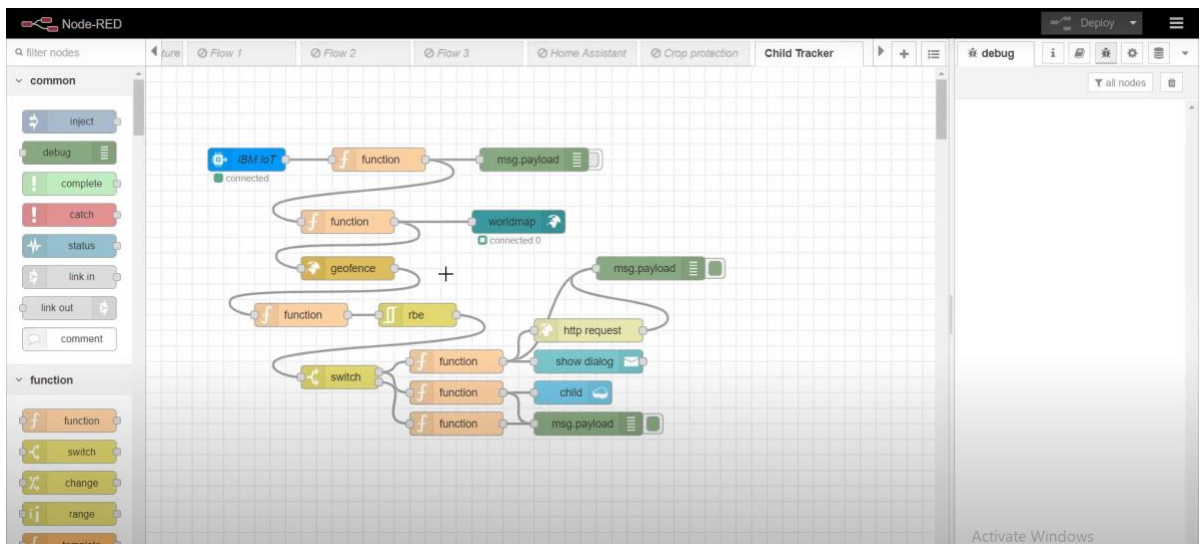 Node-RED
Deploy
filter nodes
ture
Flow 1
Flow 2
Flow 3
Home Assistant
Crop protection
Child Tracker
debug
i
all nodes
common
inject
debug
complete
catch
status
link in
link out
comment
function
function
switch
change
range
template
IBM IoT
connected
function
msg.payload
function
worldmap
connected 0
geofence
msg.payload
function
rbe
http request
function
show dialog
switch
function
child
function
msg.payload
Activate Windows